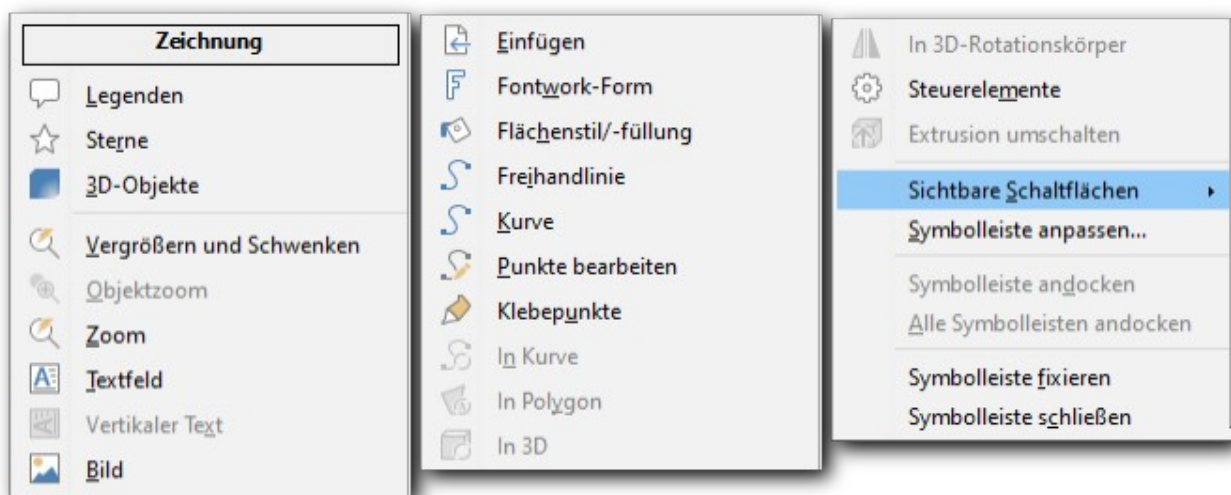 Zeichnung
Legenden
Sterne
3D-Objekte
Vergrößern und Schwenken
Objektzoom
Zoom
Textfeld
Vertikaler Text
Bild
Einfügen
Fontwork-Form
Flächenstil/-füllung
Freihandlinie
Kurve
Punkte bearbeiten
Klebepunkte
In Kurve
In Polygon
In 3D
In 3D-Rotationskörper
Steuerelemente
Extrusion umschalten
Sichtbare Schaltflächen
Symbolleiste anpassen...
Symbolleiste andocken
Alle Symbolleisten andocken
Symbolleiste fixieren
Symbolleiste schließen